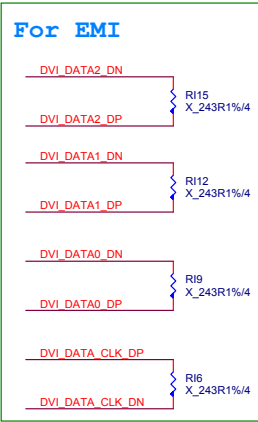 For EMI
DVI_DATA2_DN
RI15
X_243R1%/4
DVI_DATA2_DP
DVI_DATA1_DN
RI12
X_243R1%/4
DVI_DATA1_DP
DVI_DATA0_DN
RI9
X_243R1%/4
DVI_DATA0_DP
DVI_DATA_CLK_DP
RI6
X_243R1%/4
DVI_DATA_CLK_DN